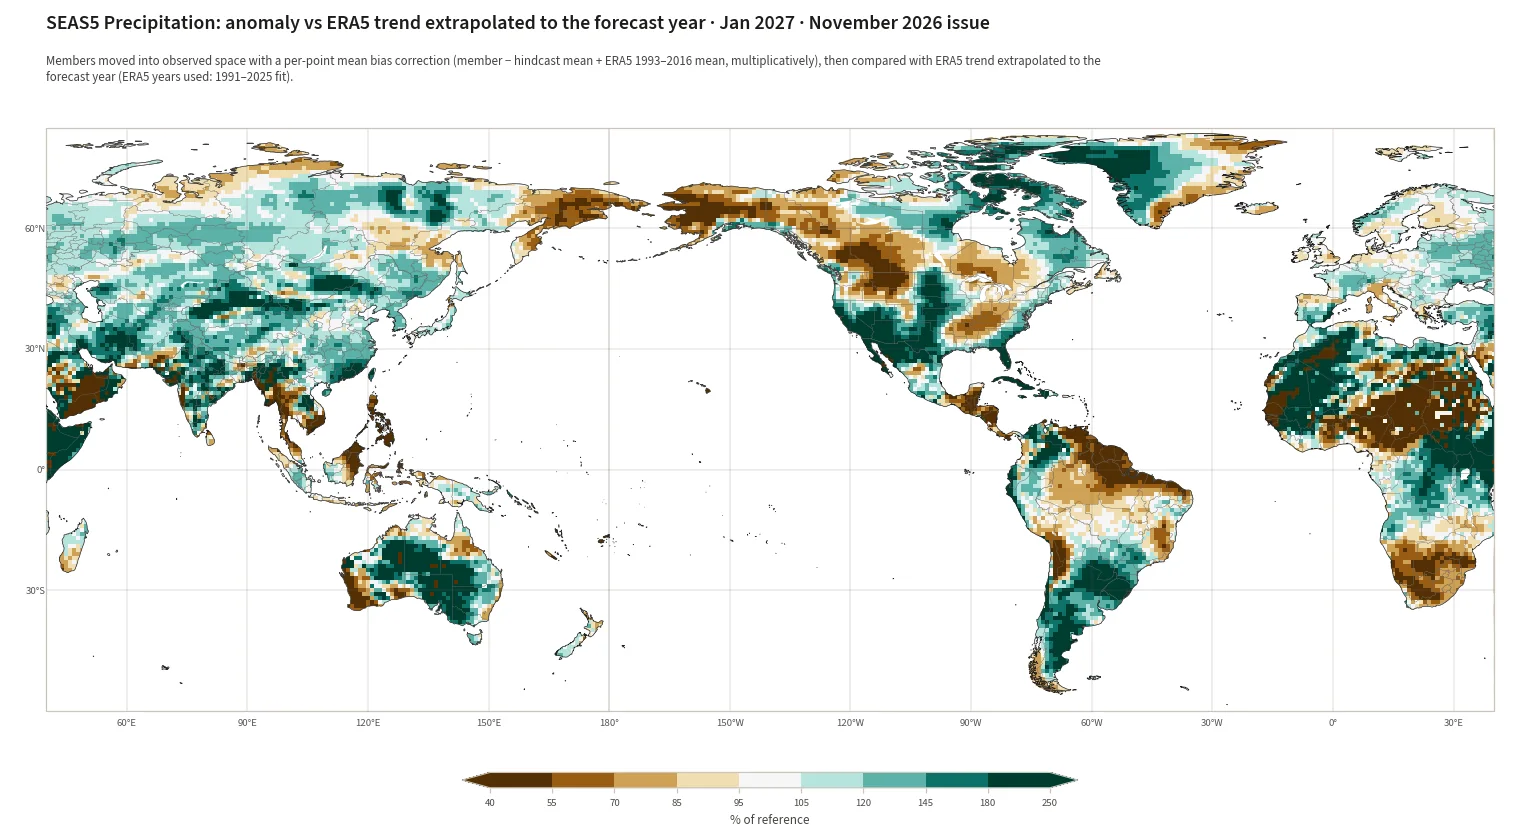 SEAS5 Precipitation: anomaly vs ERA5 trend extrapolated to the forecast year · Jan 2027 · November 2026 issue
Members moved into observed space with a per-point mean bias correction (member − hindcast mean + ERA5 1993–2016 mean, multiplicatively), then compared with ERA5 trend extrapolated to the
forecast year (ERA5 years used: 1991–2025 fit).
60°N
30°N
0°
30°S
60°E 90°E 120°E 150°E 180° 150°W 120°W 90°W 60°W 30°W 0° 30°E
40 55 70 85 95 105 120 145 180 250
% of reference